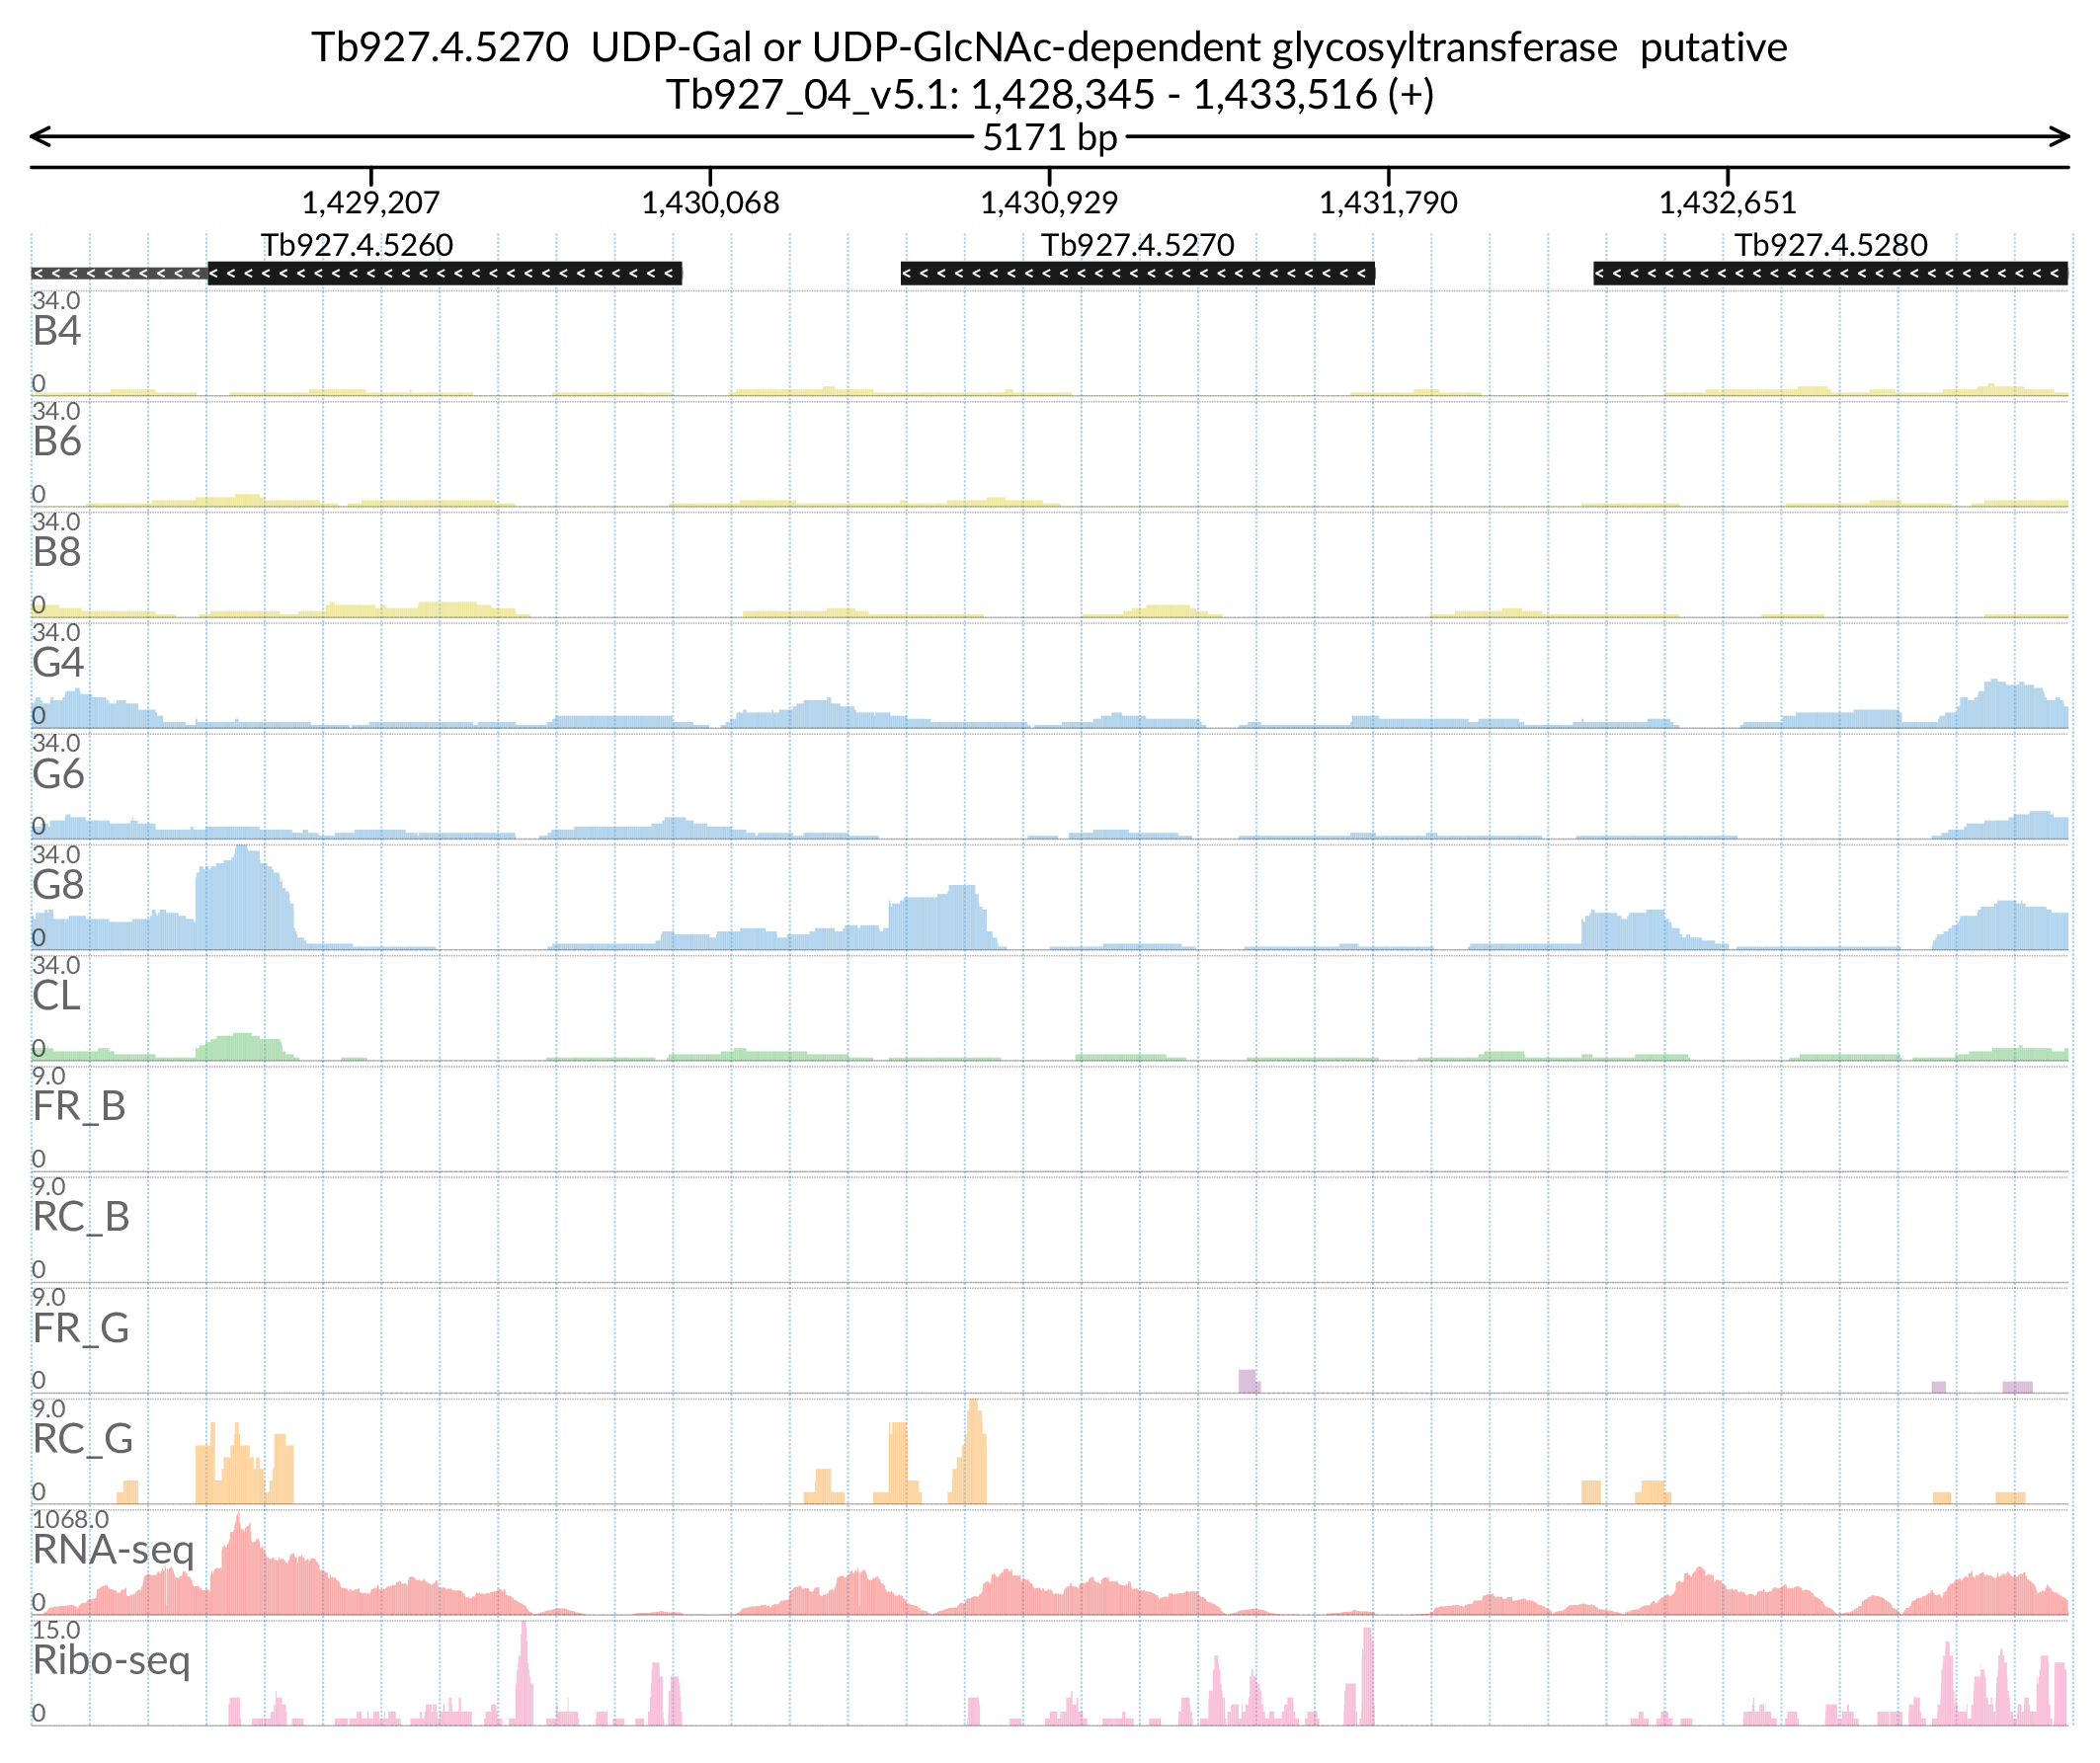 Tb927.4.5270 UDP-Gal or UDP-GlcNAc-dependent glycosyltransferase putative
Tb927_04_v5.1: 1,428,345 - 1,433,516 (+)
5171 bp
1,429,207 1,430,068 1,430,929 1,431,790 1,432,651
Tb927.4.5260 Tb927.4.5270 Tb927.4.5280
34.0
B4
0
34.0
B6
0
34.0
B8
0
34.0
G4
0
34.0
G6
0
34.0
G8
0
34.0
CL
0
9.0
FR_B
0
9.0
RC_B
0
9.0
FR_G
0
9.0
RC_G
0
1068.0
RNA-seq
0
15.0
Ribo-seq
0